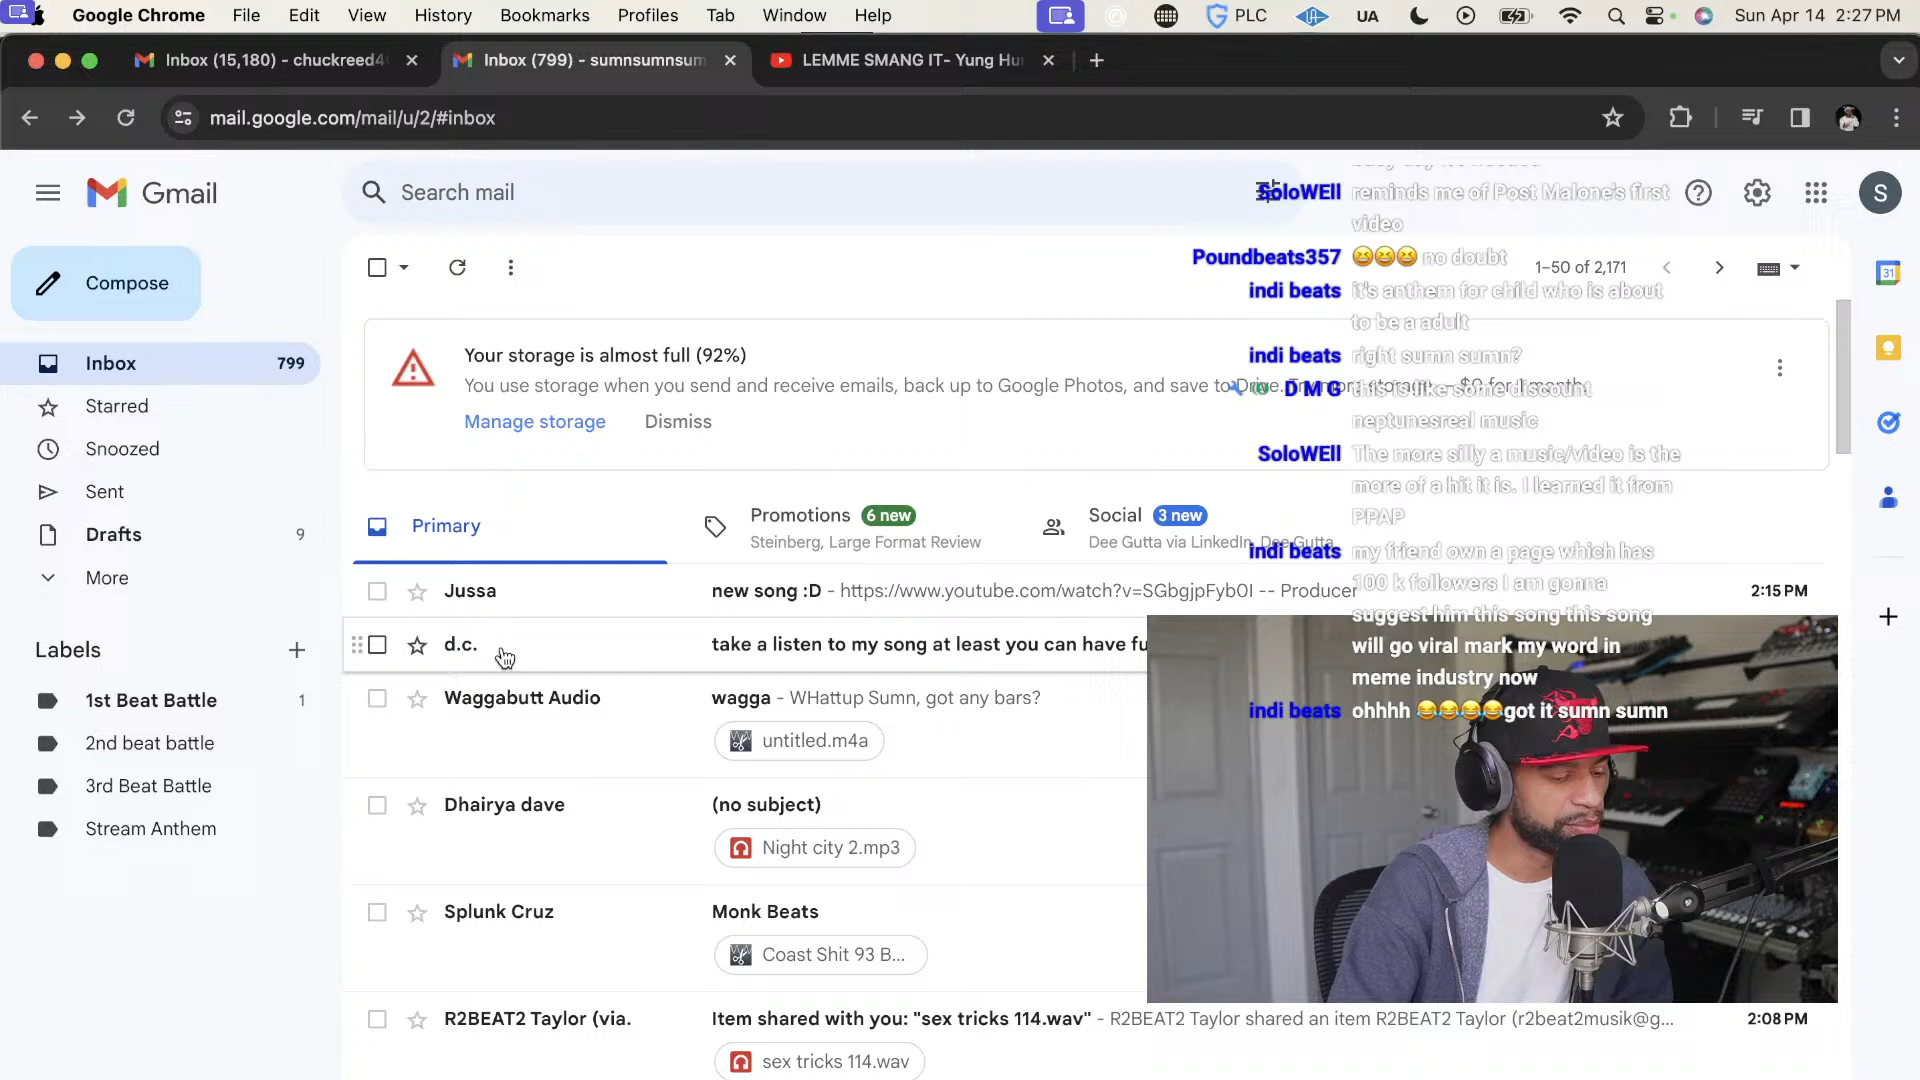 Google Chrome File Edit View History Bookmarks Profiles Tab Window Help PLC UA Sun Apr 14 2:27 PM
Inbox (15,180) - chuckreed4 Inbox (799) - sumnsumnsum LEMME SMANG IT- Yung Hu
mail.google.com/mail/u/2/#inbox
Gmail
Search mail
S
SoloWEll reminds me of Post Malone's first
video
Poundbeats357 😆😆😆 no doubt
indi beats it's anthem for child who is about
to be a adult
indi beats right sumn sumn?
D M G this is like some discount
neptunesreal music
SoloWEll The more silly a music/video is the
more of a hit it is. I learned it from
PPAP
indi beats my friend own a page which has
100 k followers I am gonna
suggest him this song this song
will go viral mark my word in
meme industry now
indi beats ohhhh 😂😂😂😂got it sumn sumn
1–50 of 2,171
31
Compose
Inbox 799
Starred
Snoozed
Sent
Drafts 9
More
Labels
1st Beat Battle 1
2nd beat battle
3rd Beat Battle
Stream Anthem
Your storage is almost full (92%)
You use storage when you send and receive emails, back up to Google Photos, and save to Drive. Try more storage - $0 for 1 month.
Manage storage Dismiss
Primary
Promotions 6 new
Steinberg, Large Format Review
Social 3 new
Dee Gutta via LinkedIn, Dee Gutta
Jussa new song :D - https://www.youtube.com/watch?v=SGbgjpFyb0I -- Producer 2:15 PM
d.c. take a listen to my song at least you can have fu
Waggabutt Audio wagga - WHattup Sumn, got any bars?
untitled.m4a
Dhairya dave (no subject)
Night city 2.mp3
Splunk Cruz Monk Beats
Coast Shit 93 B...
R2BEAT2 Taylor (via. Item shared with you: "sex tricks 114.wav" - R2BEAT2 Taylor shared an item R2BEAT2 Taylor (r2beat2musik@g... 2:08 PM
sex tricks 114.wav